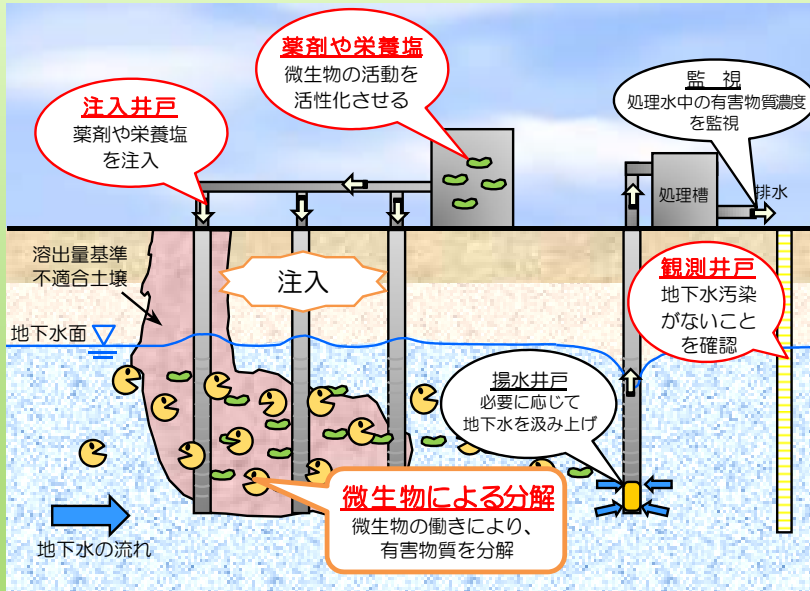 薬剤や栄養塩
微生物の活動を
活性化させる
注入井戸
薬剤や栄養塩
を注入
監　視
処理水中の有害物質濃度
を監視
処理槽
排水
溶出量基準
不適合土壌
注入
観測井戸
地下水汚染
がないこと
を確認
地下水面
揚水井戸
必要に応じて
地下水を汲み上げ
微生物による分解
微生物の働きにより、
有害物質を分解
地下水の流れ